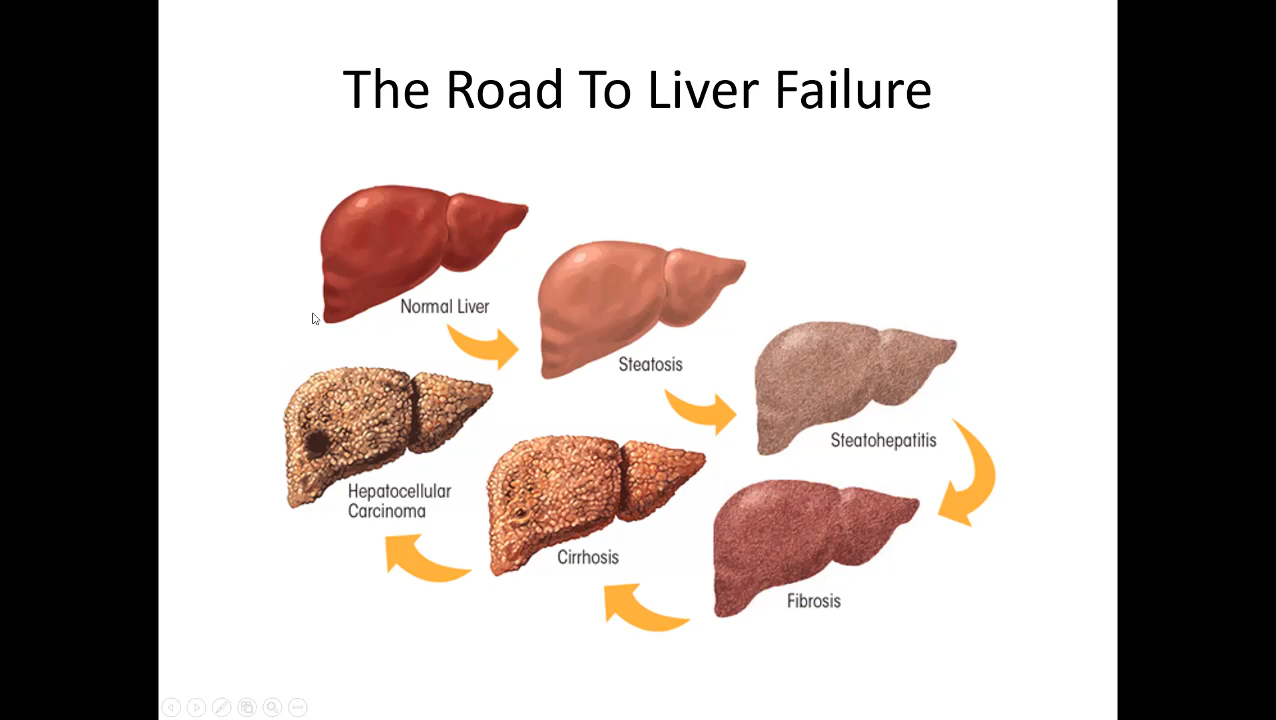 The Road To Liver Failure
Normal Liver
Steatosis
Steatohepatitis
Fibrosis
Cirrhosis
Hepatocellular
Carcinoma